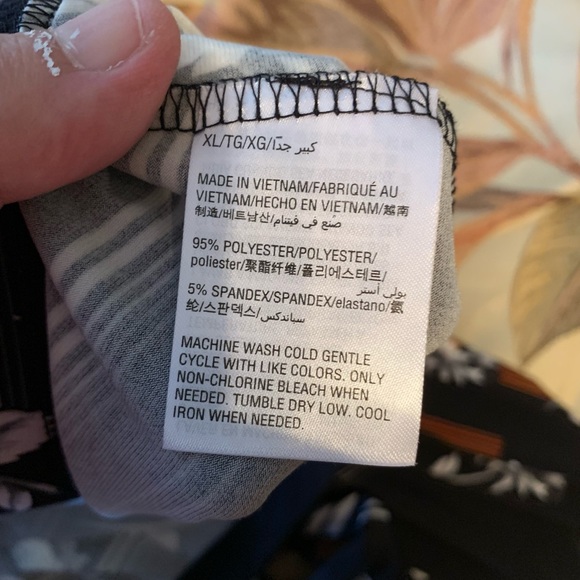 XL/TG/XG/كبير جدًا
MADE IN VIETNAM/FABRIQUÉ AU
VIETNAM/HECHO EN VIETNAM/越南
制造/베트남산/صُنع في فيتنام
95% POLYESTER/POLYESTER/
poliester/聚酯纤维/폴리에스테르/
بولي أستر
5% SPANDEX/SPANDEX/elastano/氨
纶/스판덱스/سباندكس
MACHINE WASH COLD GENTLE
CYCLE WITH LIKE COLORS. ONLY
NON-CHLORINE BLEACH WHEN
NEEDED. TUMBLE DRY LOW. COOL
IRON WHEN NEEDED.